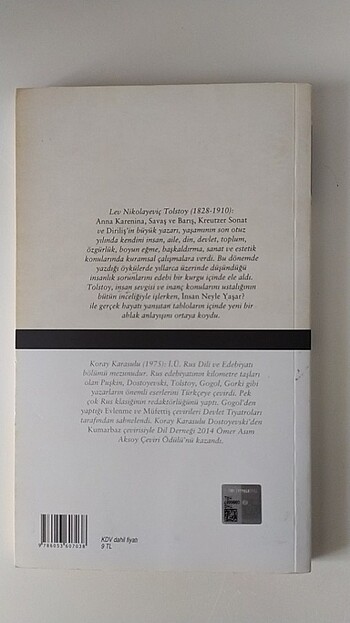 Lev Nikolayeviç Tolstoy (1828-1910):
Anna Karenina, Savaş ve Barış, Kreutzer Sonat
ve Diriliş'in büyük yazarı, yaşamının son otuz
yılında kendini insan, aile, din, devlet, toplum,
özgürlük, boyun eğme, başkaldırma, sanat ve estetik
konularında kuramsal çalışmalara verdi. Bu dönemde
yazdığı öykülerde yıllarca üzerinde düşündüğü
insanlık sorunlarını edebi bir kurgu içinde ele aldı.
Tolstoy, insan sevgisi ve inanç konularını ustalığının
bütün inceliğiyle işlerken, İnsan Neyle Yaşar?
ile gerçek hayatı yansıtan tabloların içinde yeni bir
ahlak anlayışını ortaya koydu.
Koray Karasulu (1975): İ.Ü. Rus Dili ve Edebiyatı
bölümü mezunudur. Rus edebiyatının kilometre taşları
olan Puşkin, Dostoyevski, Tolstoy, Gogol, Gorki gibi
yazarların önemli eserlerini Türkçeye çevirdi. Pek
çok Rus klasiğinin redaktörlüğünü yaptı. Gogol'den
yaptığı Evlenme ve Müfettiş çevirileri Devlet Tiyatroları
tarafından sahnelendi. Koray Karasulu Dostoyevski'den
Kumarbaz çevirisiyle Dil Derneği 2014 Ömer Asım
Aksoy Çeviri Ödülü'nü kazandı.
KDV dahil fiyatı
9 TL
9 786053 607038